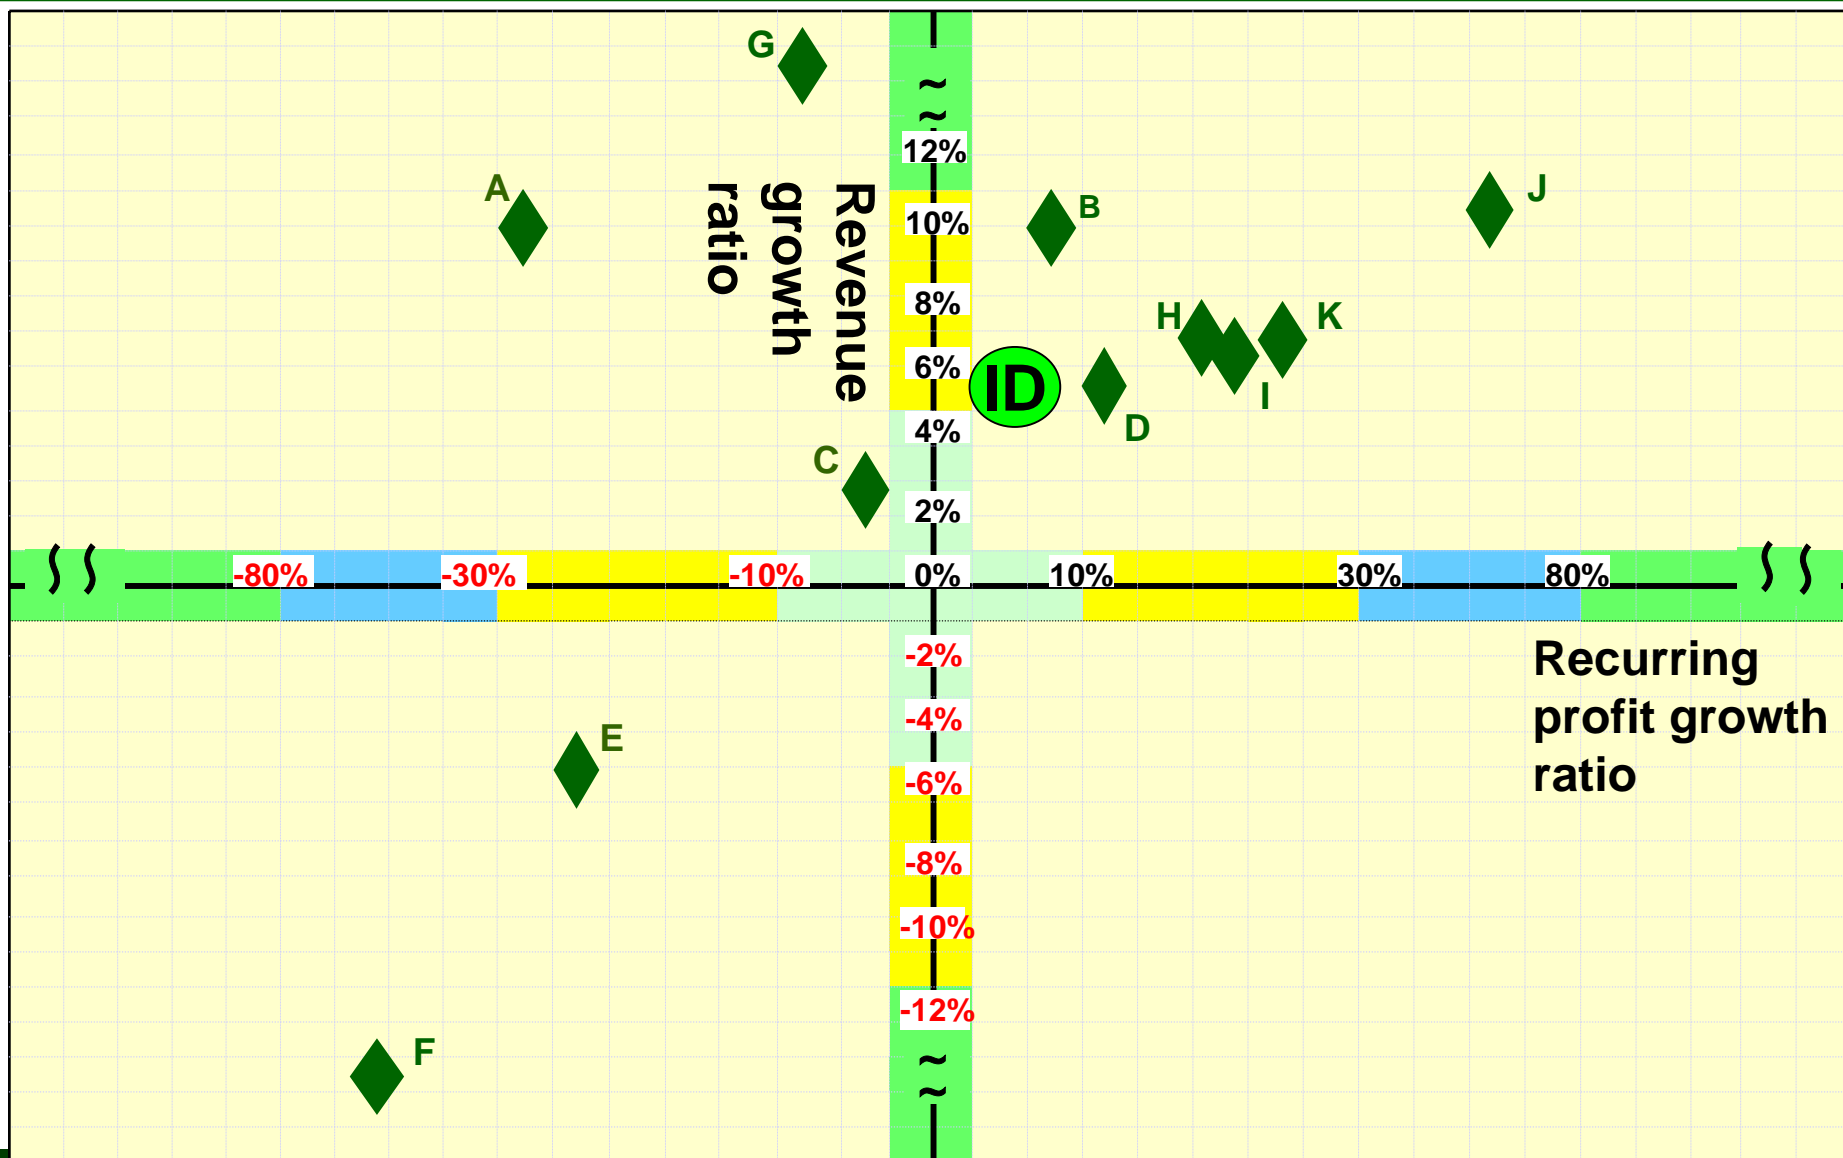 G
~
~
12%
A
Revenue
growth
ratio
J
B
10%
8%
H
K
6%
ID
I
D
4%
C
2%
-80%
-30%
-10%
0%
10%
30%
80%
-2%
Recurring
profit growth
ratio
-4%
E
-6%
-8%
-10%
-12%
F
~
~